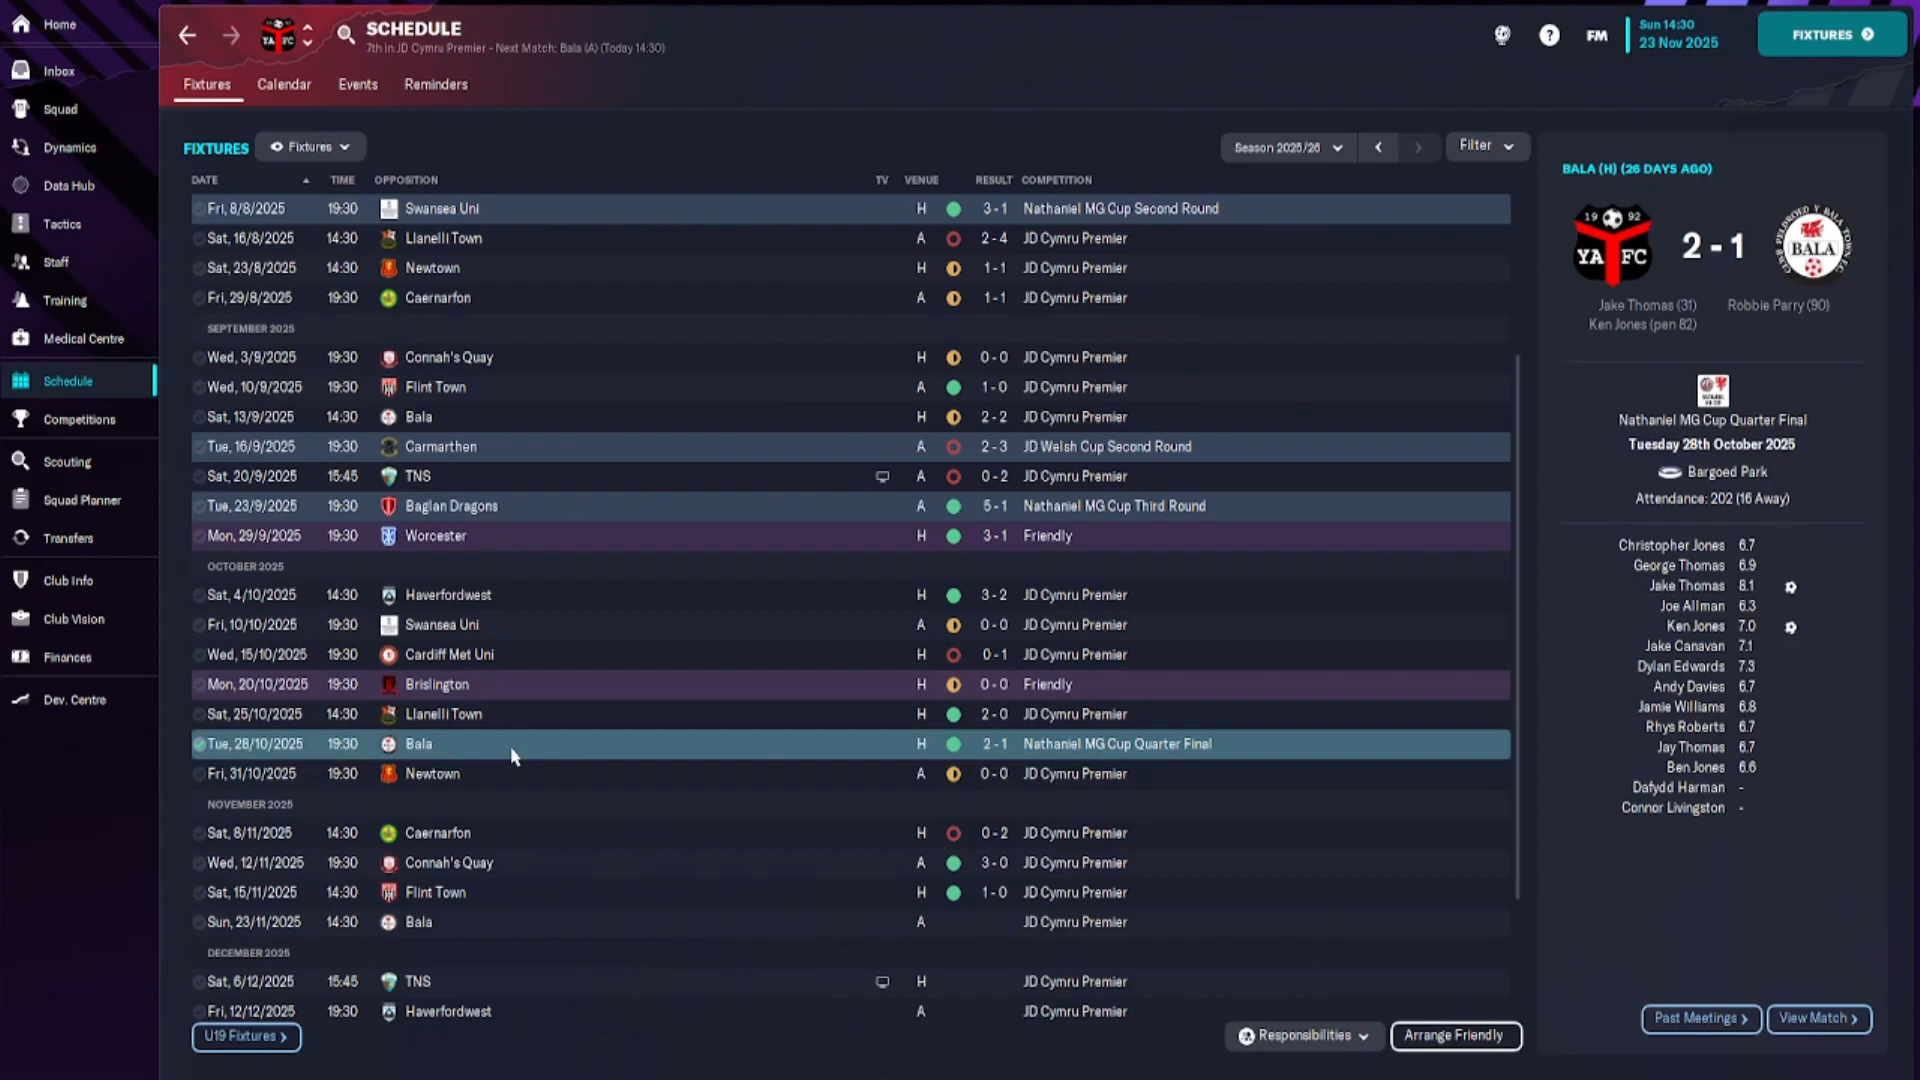 Home
Inbox
Squad
Dynamics
Data Hub
Tactics
Staff
Training
Medical Centre
Schedule
Competitions
Scouting
Squad Planner
Transfers
Club Info
Club Vision
Finances
Dev. Centre
YA FC
SCHEDULE
7th in JD Cymru Premier - Next Match: Bala (A) (Today 14:30)
? FM Sun 14:30
23 Nov 2025
FIXTURES
Fixtures Calendar Events Reminders
FIXTURES Fixtures Season 2025/26 Filter
DATE TIME OPPOSITION TV VENUE RESULT COMPETITION
Fri, 8/8/2025 19:30 Swansea Uni H 3 - 1 Nathaniel MG Cup Second Round
Sat, 16/8/2025 14:30 Llanelli Town A 2 - 4 JD Cymru Premier
Sat, 23/8/2025 14:30 Newtown H 1 - 1 JD Cymru Premier
Fri, 29/8/2025 19:30 Caernarfon A 1 - 1 JD Cymru Premier
SEPTEMBER 2025
Wed, 3/9/2025 19:30 Connah's Quay H 0 - 0 JD Cymru Premier
Wed, 10/9/2025 19:30 Flint Town A 1 - 0 JD Cymru Premier
Sat, 13/9/2025 14:30 Bala H 2 - 2 JD Cymru Premier
Tue, 16/9/2025 19:30 Carmarthen A 2 - 3 JD Welsh Cup Second Round
Sat, 20/9/2025 15:45 TNS A 0 - 2 JD Cymru Premier
Tue, 23/9/2025 19:30 Baglan Dragons A 5 - 1 Nathaniel MG Cup Third Round
Mon, 29/9/2025 19:30 Worcester H 3 - 1 Friendly
OCTOBER 2025
Sat, 4/10/2025 14:30 Haverfordwest H 3 - 2 JD Cymru Premier
Fri, 10/10/2025 19:30 Swansea Uni A 0 - 0 JD Cymru Premier
Wed, 15/10/2025 19:30 Cardiff Met Uni H 0 - 1 JD Cymru Premier
Mon, 20/10/2025 19:30 Brislington H 0 - 0 Friendly
Sat, 25/10/2025 14:30 Llanelli Town H 2 - 0 JD Cymru Premier
Tue, 28/10/2025 19:30 Bala H 2 - 1 Nathaniel MG Cup Quarter Final
Fri, 31/10/2025 19:30 Newtown A 0 - 0 JD Cymru Premier
NOVEMBER 2025
Sat, 8/11/2025 14:30 Caernarfon H 0 - 2 JD Cymru Premier
Wed, 12/11/2025 19:30 Connah's Quay A 3 - 0 JD Cymru Premier
Sat, 15/11/2025 14:30 Flint Town H 1 - 0 JD Cymru Premier
Sun, 23/11/2025 14:30 Bala A JD Cymru Premier
DECEMBER 2025
Sat, 6/12/2025 15:45 TNS H JD Cymru Premier
Fri, 12/12/2025 19:30 Haverfordwest A JD Cymru Premier
U19 Fixtures Responsibilities Arrange Friendly
BALA (H) (26 DAYS AGO)
19 92
YA FC
2 - 1
BALA
Jake Thomas (31) Robbie Parry (90)
Ken Jones (pen 82)
Nathaniel MG Cup Quarter Final
Tuesday 28th October 2025
Bargoed Park
Attendance: 202 (16 Away)
Christopher Jones 6.7
George Thomas 6.9
Jake Thomas 8.1
Joe Allman 6.3
Ken Jones 7.0
Jake Canavan 7.1
Dylan Edwards 7.3
Andy Davies 6.7
Jamie Williams 6.8
Rhys Roberts 6.7
Jay Thomas 6.7
Ben Jones 6.6
Dafydd Harman -
Connor Livingston -
Past Meetings View Match